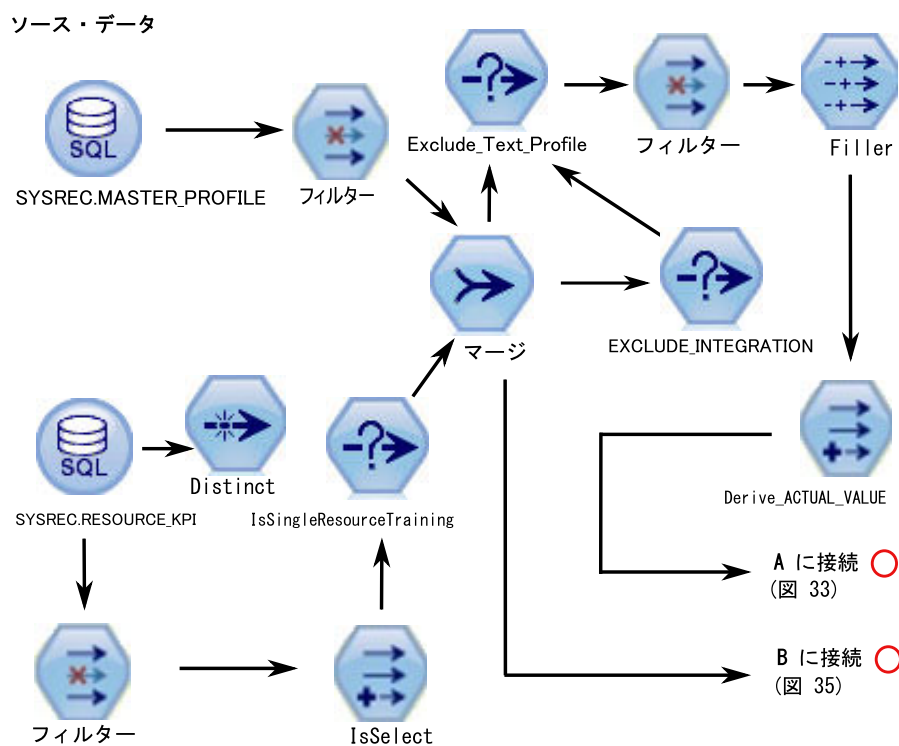 ソース・データ
SQL
SYSREC.MASTER_PROFILE
フィルター
Exclude_Text_Profile
フィルター
Filler
マージ
EXCLUDE_INTEGRATION
SQL
SYSREC.RESOURCE_KPI
Distinct
IsSingleResourceTraining
Derive_ACTUAL_VALUE
A に接続
(図 33)
B に接続
(図 35)
フィルター
IsSelect